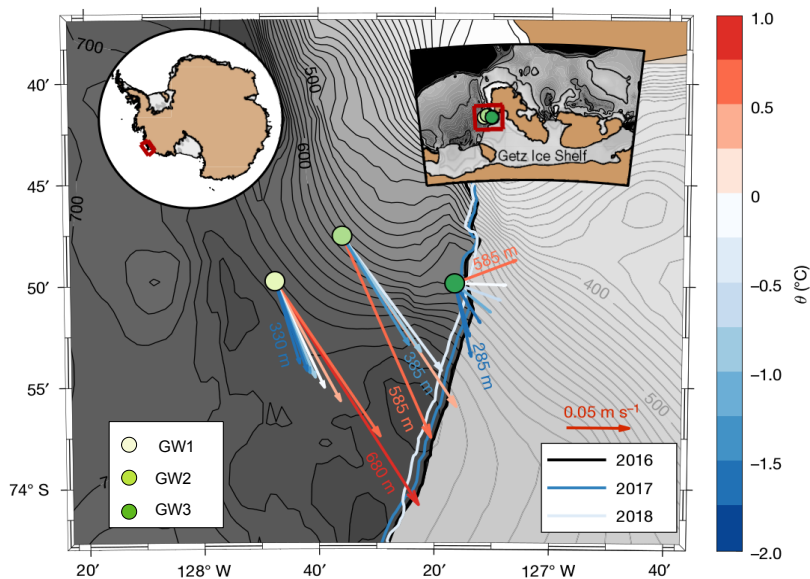 700
500
600
700
400
500
7
40′
45′
50′
55′
74° S
20′
128° W
40′
20′
127° W
40′
Getz Ice Shelf
585 m
330 m
385 m
285 m
585 m
680 m
0.05 m s⁻¹
GW1
GW2
GW3
2016
2017
2018
1.0
0.5
0
−0.5
−1.0
−1.5
−2.0
θ (°C)